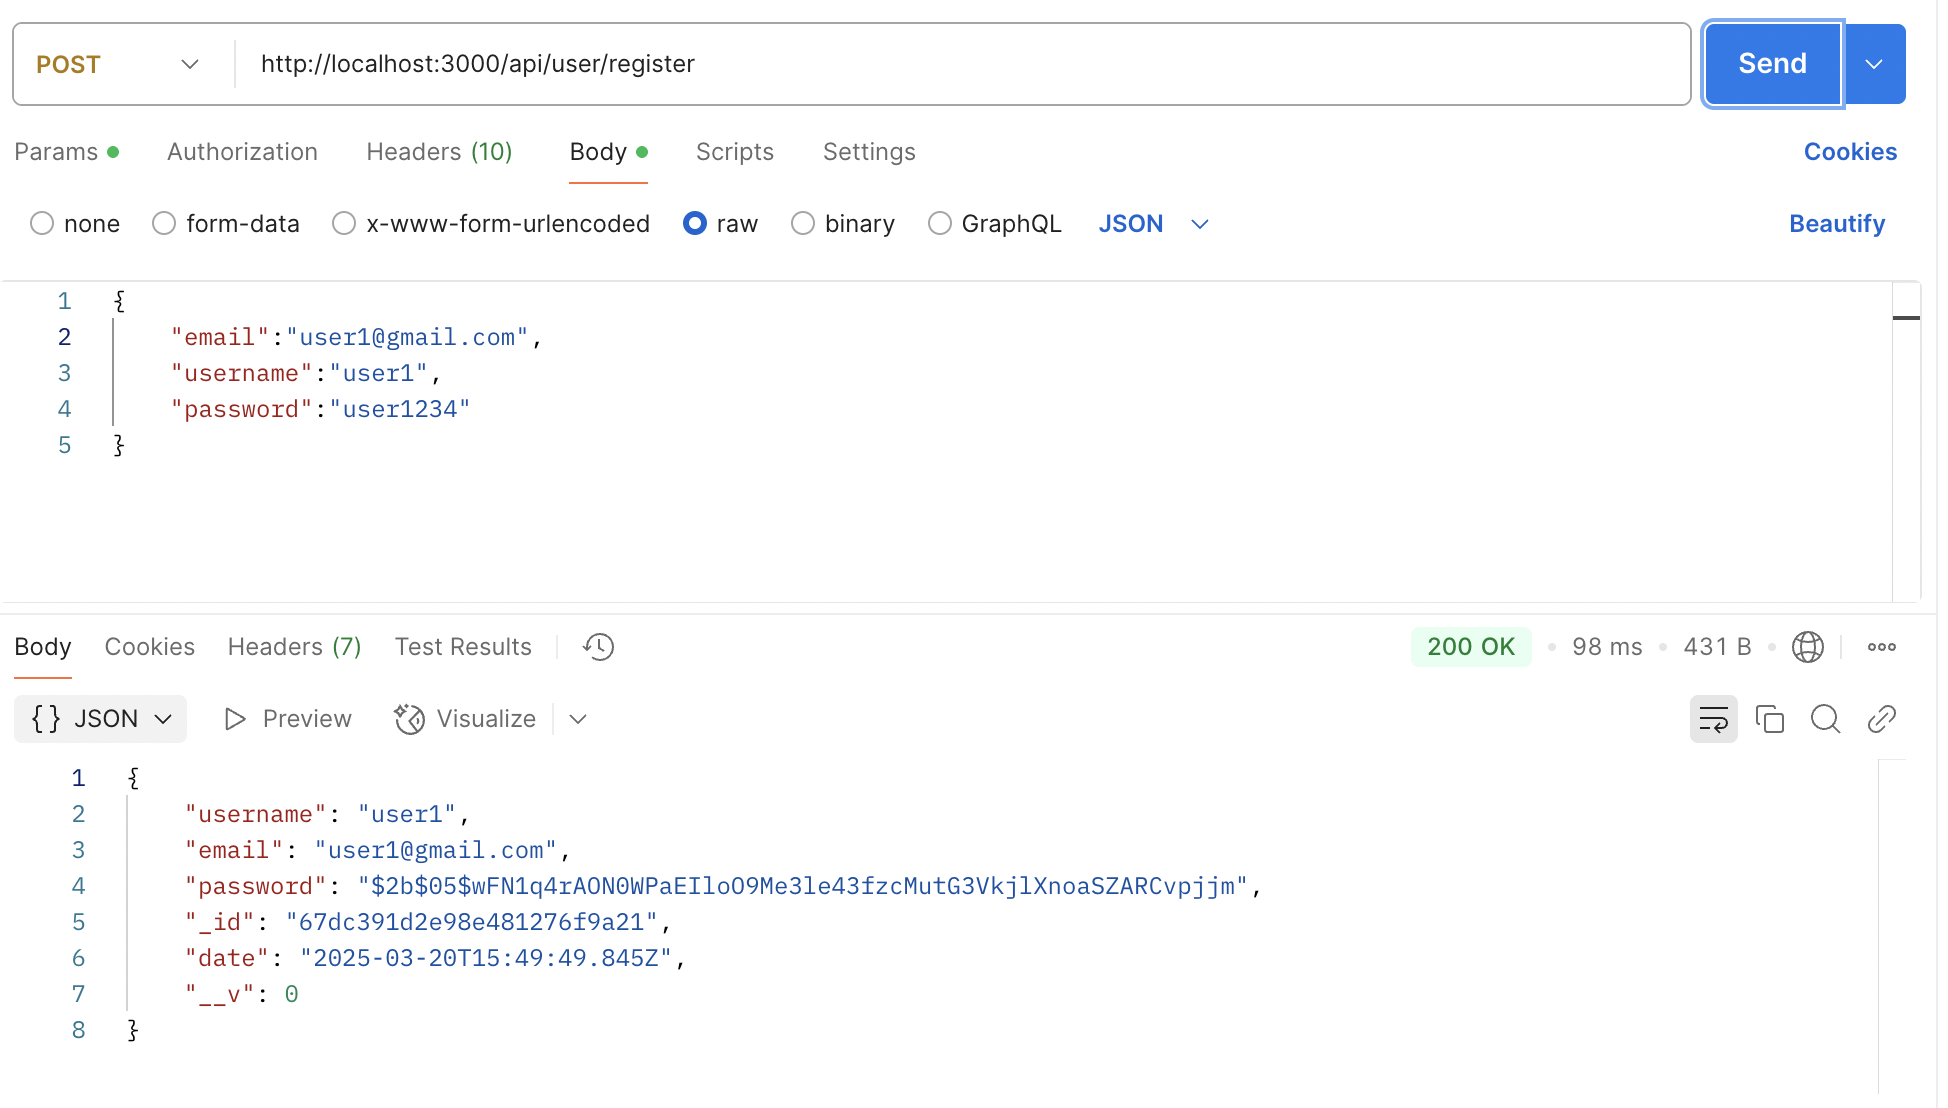 POST http://localhost:3000/api/user/register Send
Params Authorization Headers (10) Body Scripts Settings Cookies
none form-data x-www-form-urlencoded raw binary GraphQL JSON Beautify
1 {
2 "email":"user1@gmail.com",
3 "username":"user1",
4 "password":"user1234"
5 }
Body Cookies Headers (7) Test Results 200 OK 98 ms 431 B
{} JSON Preview Visualize
1 {
2 "username": "user1",
3 "email": "user1@gmail.com",
4 "password": "$2b$05$wFN1q4rAON0WPaEIloO9Me3le43fzcMutG3VkjlXnoaSZARCvpjjm",
5 "_id": "67dc391d2e98e481276f9a21",
6 "date": "2025-03-20T15:49:49.845Z",
7 "__v": 0
8 }